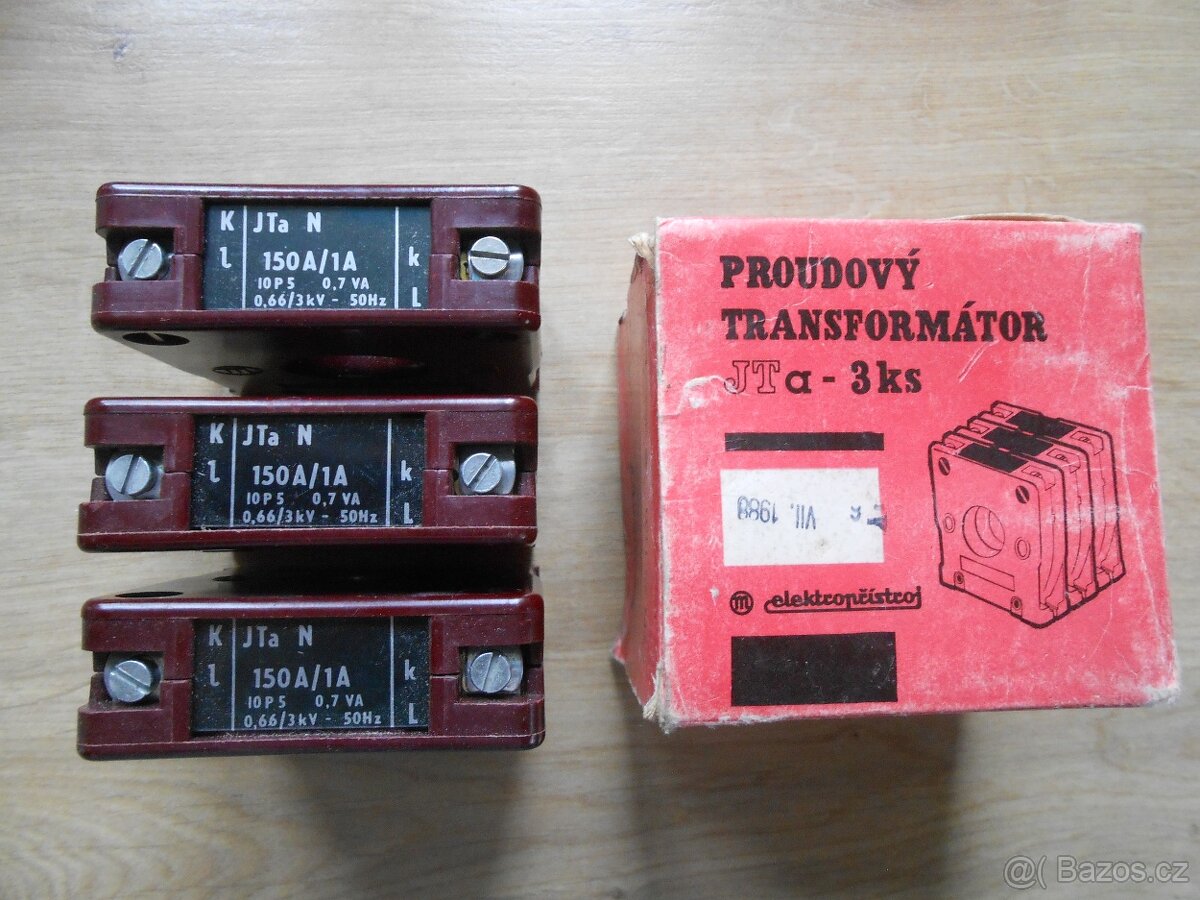 K JTa N
l 150A/1A k
10P5 0,7 VA
0,66/3kV - 50Hz L
K JTa N
l 150A/1A k
10P5 0,7 VA
0,66/3kV - 50Hz L
K JTa N
l 150A/1A k
10P5 0,7 VA
0,66/3kV - 50Hz L
PROUDOVÝ
TRANSFORMÁTOR
JTa - 3ks
VII. 1988
m elektropřístroj
Bazos.cz